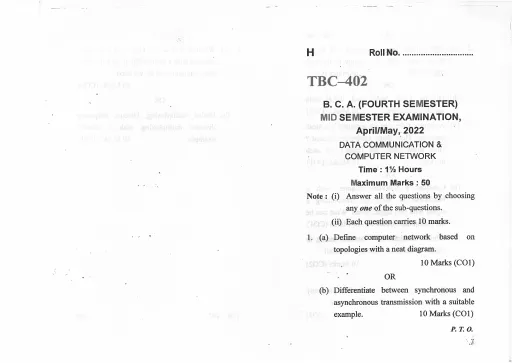 H Roll No. ..............................
TBC–402
B. C. A. (FOURTH SEMESTER)
MID SEMESTER EXAMINATION,
April/May, 2022
DATA COMMUNICATION &
COMPUTER NETWORK
Time : 1½ Hours
Maximum Marks : 50
Note : (i) Answer all the questions by choosing
any one of the sub-questions.
(ii) Each question carries 10 marks.
1. (a) Define computer network based on
topologies with a neat diagram.
10 Marks (CO1)
OR
(b) Differentiate between synchronous and
asynchronous transmission with a suitable
example. 10 Marks (CO1)
P. T. O.